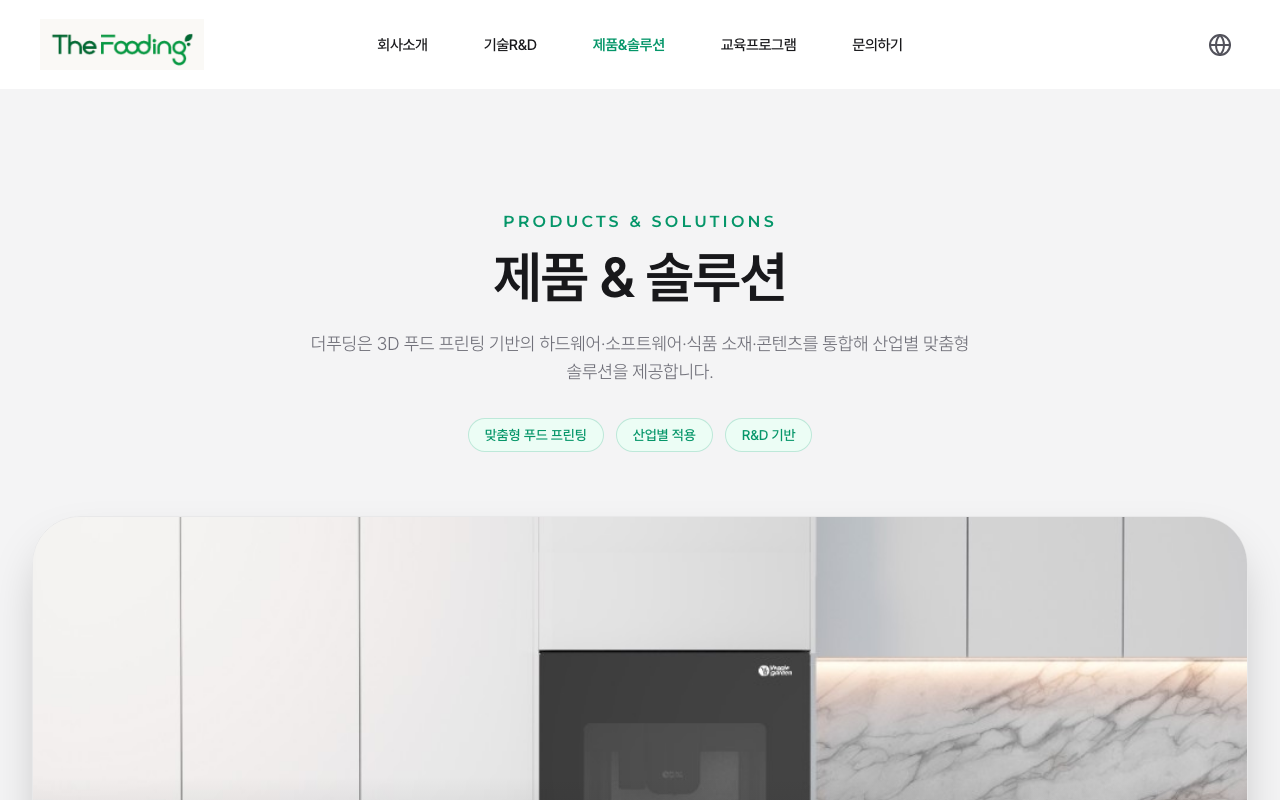 The Fooding
회사소개
기술R&D
제품&솔루션
교육프로그램
문의하기
PRODUCTS & SOLUTIONS
제품 & 솔루션
더푸딩은 3D 푸드 프린팅 기반의 하드웨어·소프트웨어·식품 소재·콘텐츠를 통합해 산업별 맞춤형
솔루션을 제공합니다.
맞춤형 푸드 프린팅
산업별 적용
R&D 기반
Veggie
garden